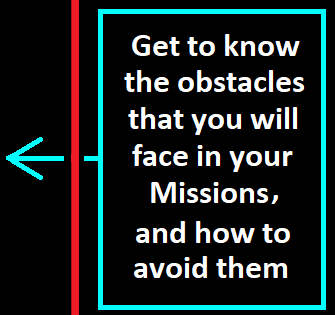 Get to know
the obstacles
that you will
face in your
Missions,
and how to
avoid them